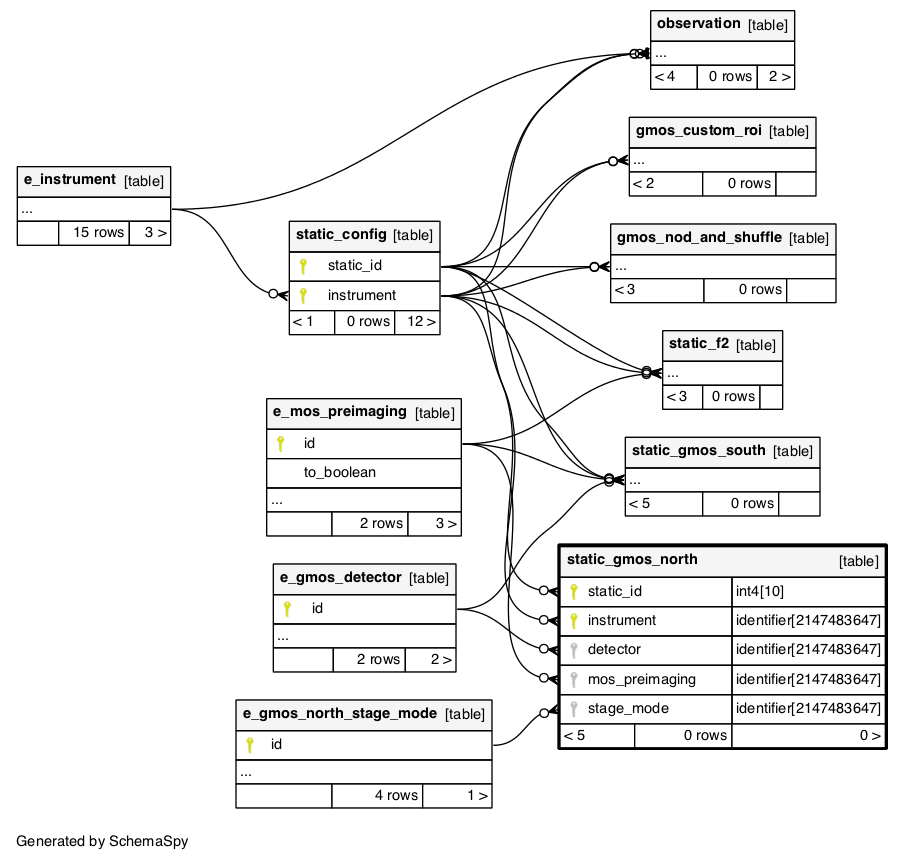 observation [table]
...
< 4 0 rows 2 >
gmos_custom_roi [table]
...
< 2 0 rows
e_instrument [table]
...
15 rows 3 >
static_config [table]
static_id
instrument
< 1 0 rows 12 >
gmos_nod_and_shuffle [table]
...
< 3 0 rows
static_f2 [table]
...
< 3 0 rows
e_mos_preimaging [table]
id
to_boolean
...
2 rows 3 >
static_gmos_south [table]
...
< 5 0 rows
e_gmos_detector [table]
id
...
2 rows 2 >
static_gmos_north [table]
static_id int4[10]
instrument identifier[2147483647]
detector identifier[2147483647]
mos_preimaging identifier[2147483647]
stage_mode identifier[2147483647]
< 5 0 rows 0 >
e_gmos_north_stage_mode [table]
id
...
4 rows 1 >
Generated by SchemaSpy